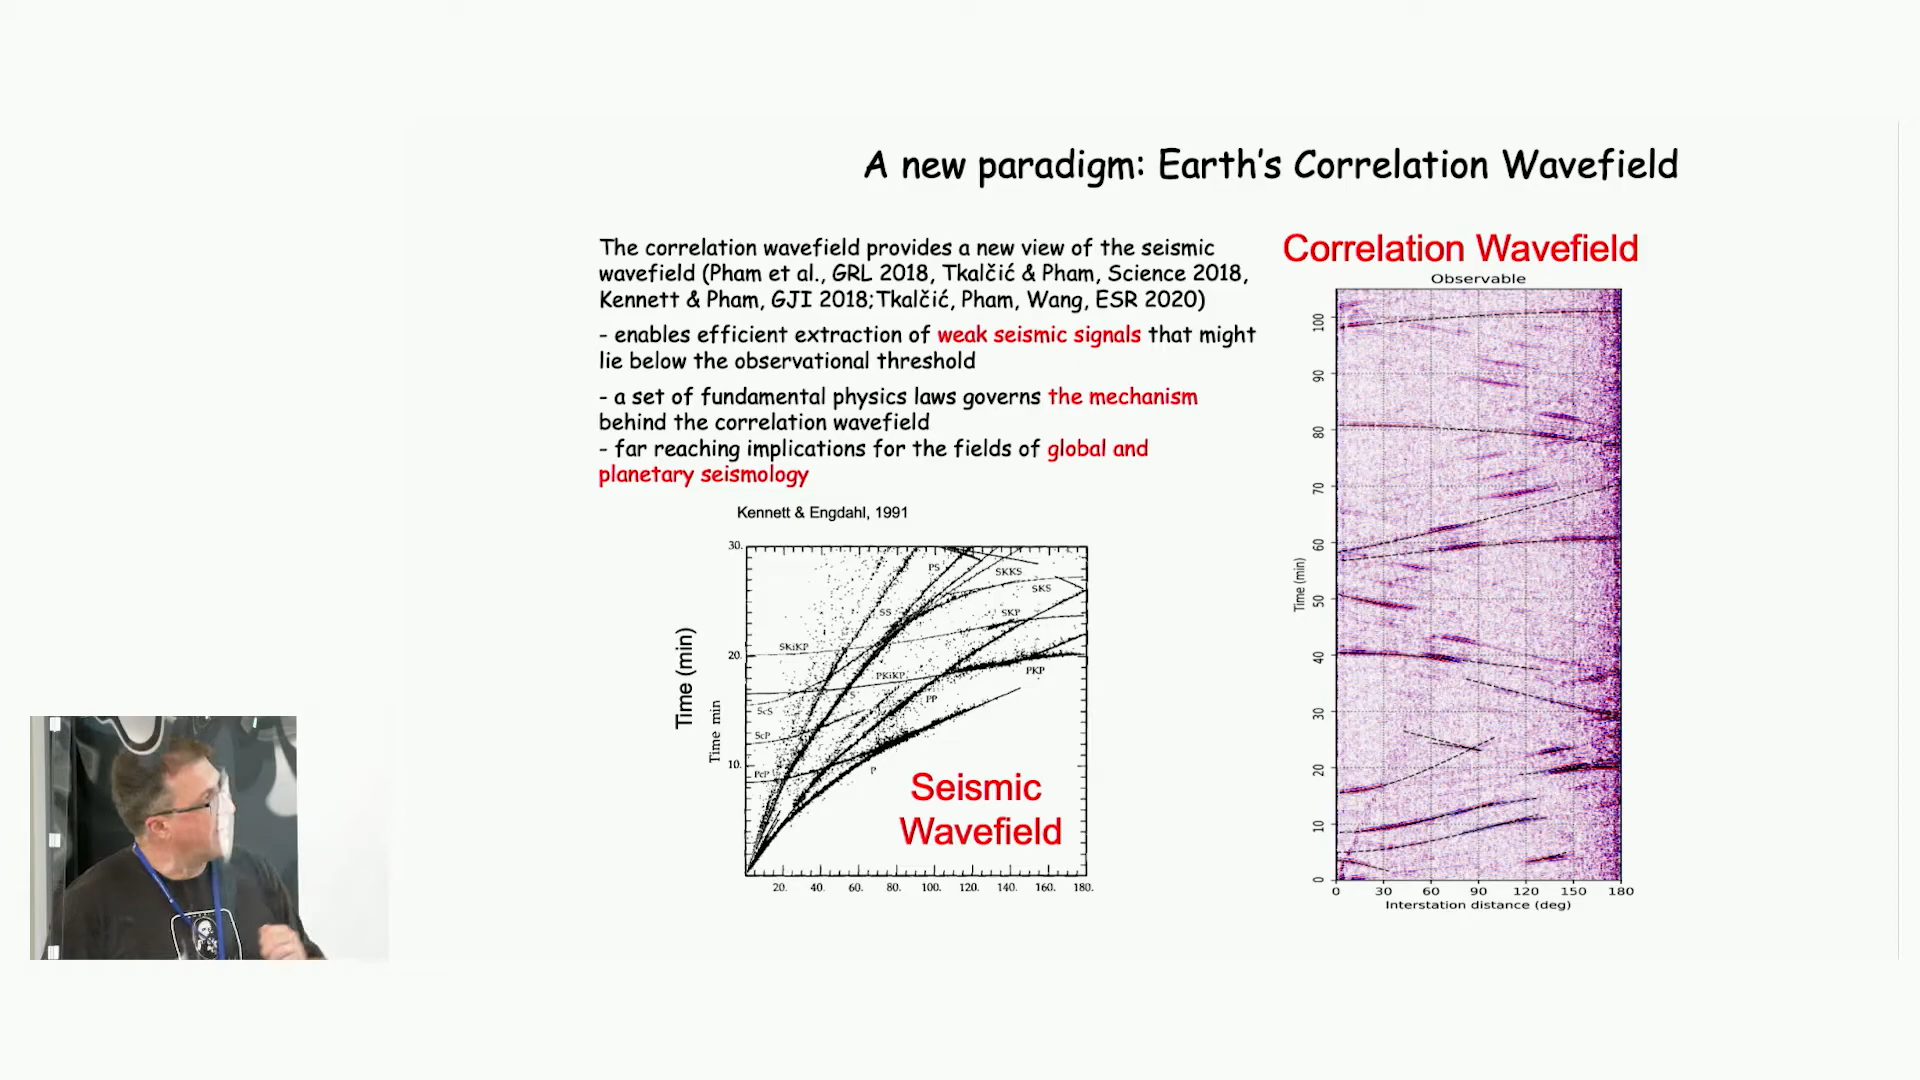 A new paradigm: Earth's Correlation Wavefield
The correlation wavefield provides a new view of the seismic
wavefield (Pham et al., GRL 2018, Tkalčić & Pham, Science 2018,
Kennett & Pham, GJI 2018;Tkalčić, Pham, Wang, ESR 2020)
- enables efficient extraction of weak seismic signals that might
lie below the observational threshold
- a set of fundamental physics laws governs the mechanism
behind the correlation wavefield
- far reaching implications for the fields of global and
planetary seismology
Kennett & Engdahl, 1991
30.
20.
10.
Time (min)
Time min
PS
SKKS
SKS
SS
SKP
SKiKP
PKiKP
PKP
S
PP
ScS
ScP
PcP
P
Seismic
Wavefield
20. 40. 60. 80. 100. 120. 140. 160. 180.
Correlation Wavefield
Observable
100
90
80
70
60
50
40
30
20
10
0
Time (min)
0 30 60 90 120 150 180
Interstation distance (deg)